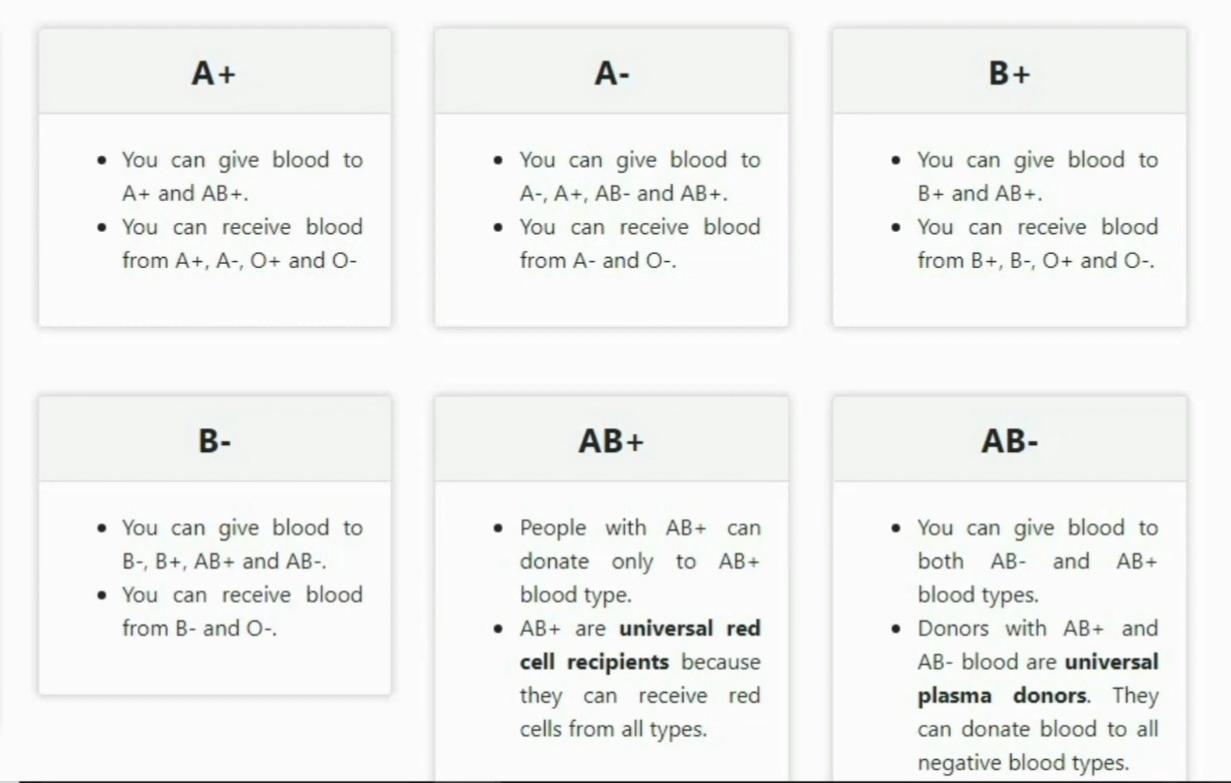 A+
You can give blood to
A+ and AB+.
You can receive blood
from A+, A-, O+ and O-
A-
You can give blood to
A-, A+, AB- and AB+.
You can receive blood
from A- and O-.
B+
You can give blood to
B+ and AB+.
You can receive blood
from B+, B-, O+ and O-.
B-
You can give blood to
B-, B+, AB+ and AB-.
You can receive blood
from B- and O-.
AB+
People with AB+ can
donate only to AB+
blood type.
AB+ are universal red
cell recipients because
they can receive red
cells from all types.
AB-
You can give blood to
both AB- and AB+
blood types.
Donors with AB+ and
AB- blood are universal
plasma donors. They
can donate blood to all
negative blood types.